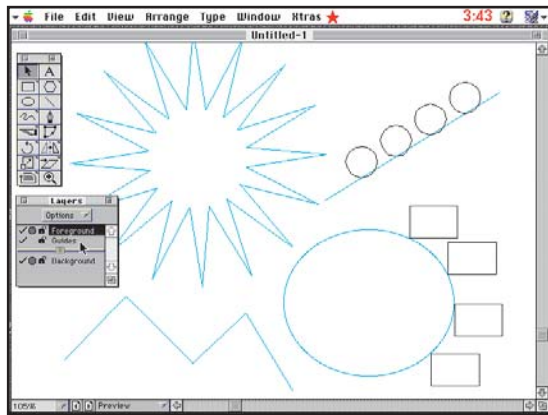 File Edit View Arrange Type Window Xtras 3:43
Untitled-1
A
Layers
Options
Foreground
Guides
Background
105% Preview